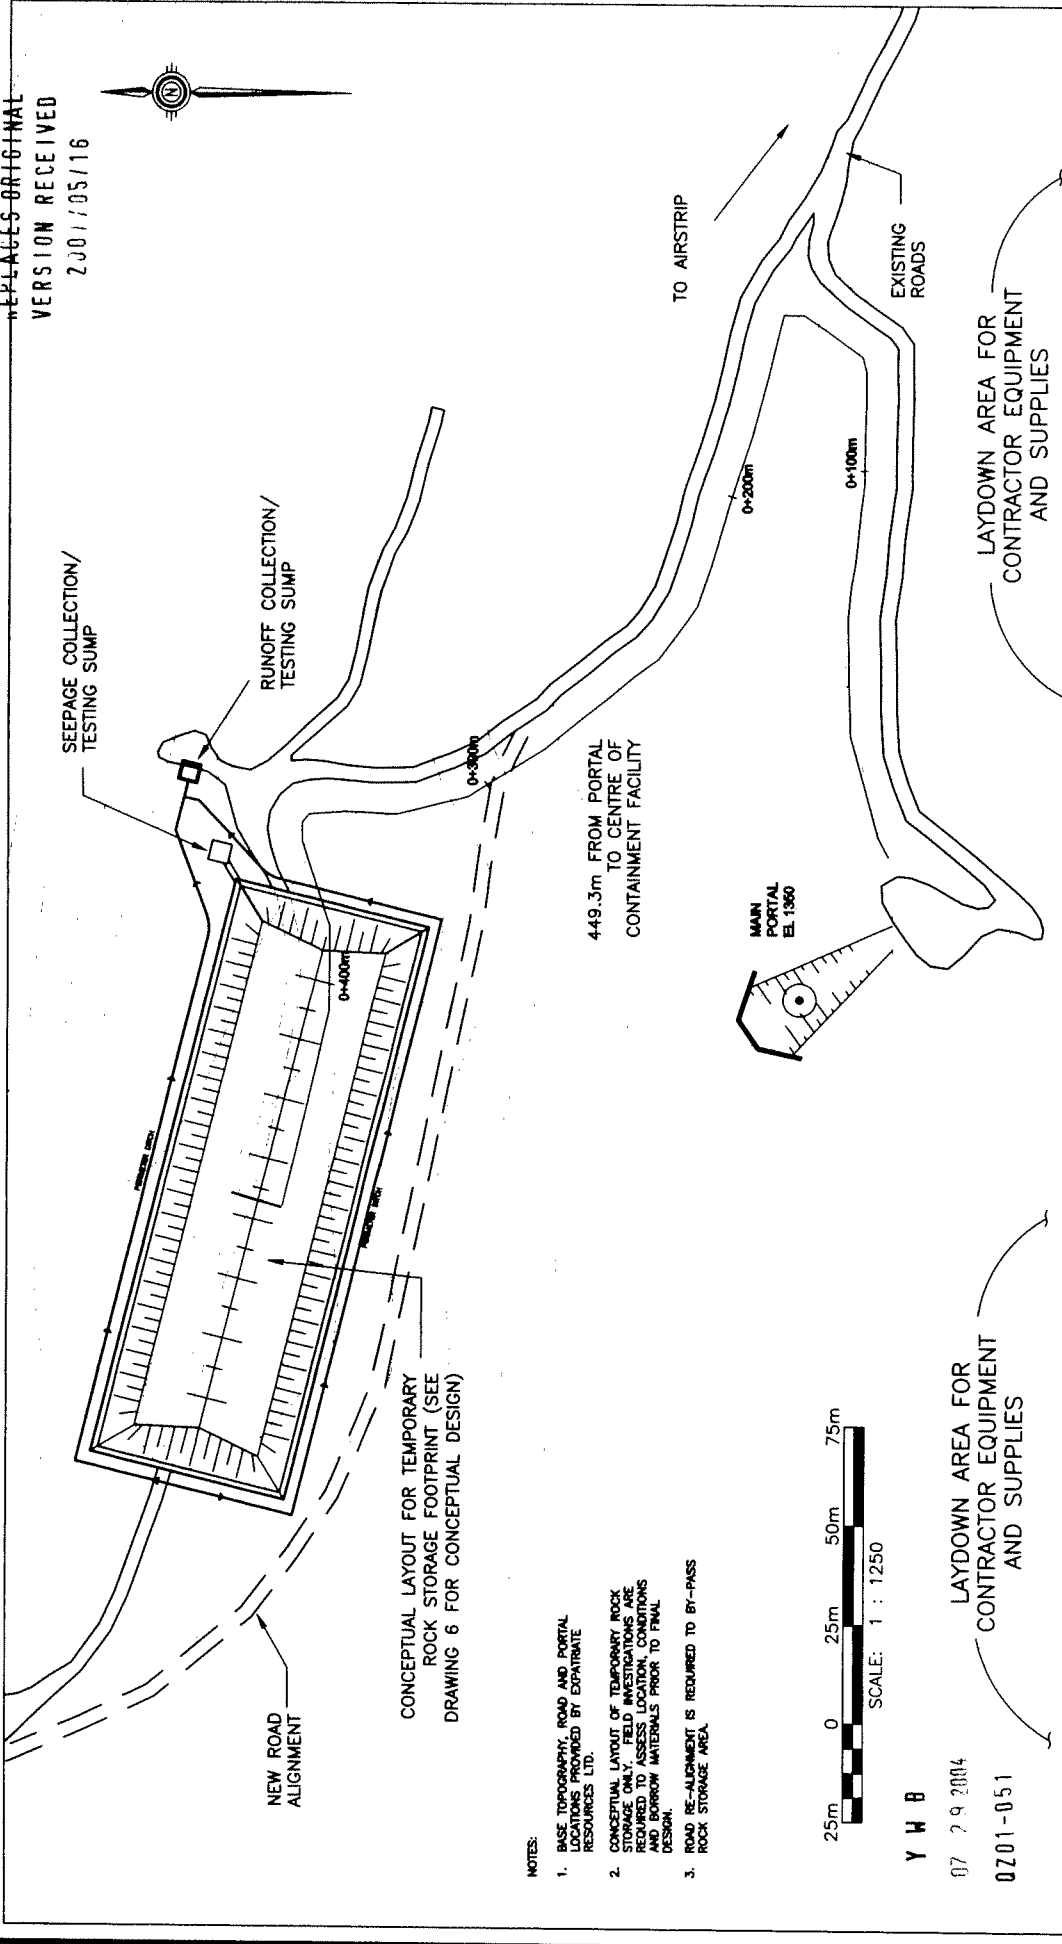 REPLACES ORIGINAL
VERSION RECEIVED
2001/05/16
N
SEEPAGE COLLECTION/
TESTING SUMP
RUNOFF COLLECTION/
TESTING SUMP
TO AIRSTRIP
EXISTING
ROADS
PERIMETER DITCH
PERIMETER DITCH
0+400m
0+300m
0+200m
0+100m
449.3m FROM PORTAL
TO CENTRE OF
CONTAINMENT FACILITY
MAIN
PORTAL
EL 1360
NEW ROAD
ALIGNMENT
CONCEPTUAL LAYOUT FOR TEMPORARY
ROCK STORAGE FOOTPRINT (SEE
DRAWING 6 FOR CONCEPTUAL DESIGN)
NOTES:
1. BASE TOPOGRAPHY, ROAD AND PORTAL
LOCATIONS PROVIDED BY EXPATRIATE
RESOURCES LTD.
2. CONCEPTUAL LAYOUT OF TEMPORARY ROCK
STORAGE ONLY. FIELD INVESTIGATIONS ARE
REQUIRED TO ASSESS LOCATION, CONDITIONS
AND BORROW MATERIALS PRIOR TO FINAL
DESIGN.
3. ROAD RE-ALIGNMENT IS REQUIRED TO BY-PASS
ROCK STORAGE AREA.
25m 0 25m 50m 75m
SCALE: 1 : 1250
YWB
07 29 2004
QZ01-051
LAYDOWN AREA FOR
CONTRACTOR EQUIPMENT
AND SUPPLIES
LAYDOWN AREA FOR
CONTRACTOR EQUIPMENT
AND SUPPLIES